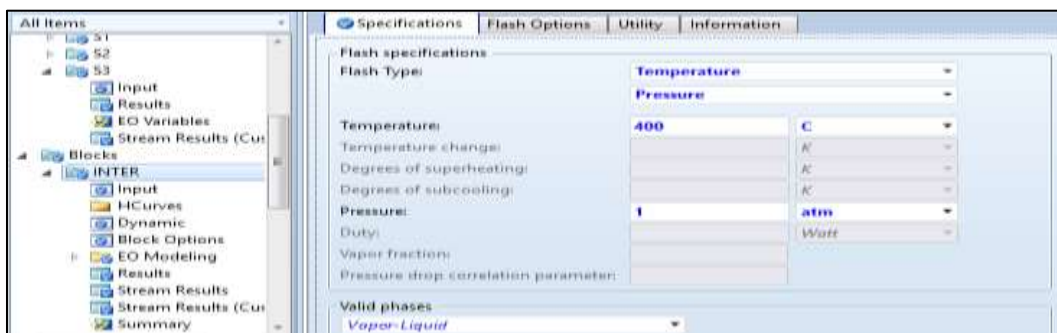 All Items
S1
S2
S3
Input
Results
EO Variables
Stream Results (Cus
Blocks
INTER
Input
HCurves
Dynamic
Block Options
EO Modeling
Results
Stream Results
Stream Results (Cus
Summary
Specifications Flash Options Utility Information
Flash specifications
Flash Type: Temperature
Pressure
Temperature: 400 C
Temperature change: K
Degrees of superheating: K
Degrees of subcooling: K
Pressure: 1 atm
Duty: Watt
Vapor fraction:
Pressure drop correlation parameter:
Valid phases
Vapor-Liquid